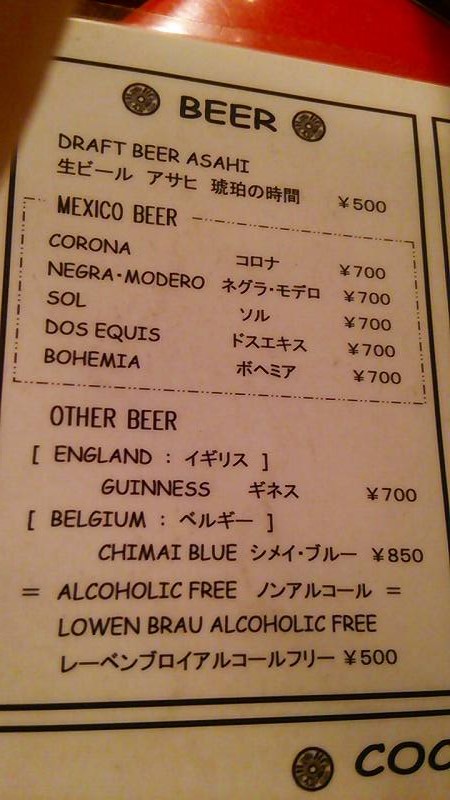 BEER
DRAFT BEER ASAHI
生ビール アサヒ 琥珀の時間 ¥500
MEXICO BEER
CORONA コロナ ¥700
NEGRA・MODERO ネグラ・モデロ ¥700
SOL ソル ¥700
DOS EQUIS ドスエキス ¥700
BOHEMIA ボヘミア ¥700
OTHER BEER
[ ENGLAND : イギリス ]
GUINNESS ギネス ¥700
[ BELGIUM : ベルギー ]
CHIMAI BLUE シメイ・ブルー ¥850
= ALCOHOLIC FREE ノンアルコール =
LOWEN BRAU ALCOHOLIC FREE
レーベンブロイアルコールフリー ¥500